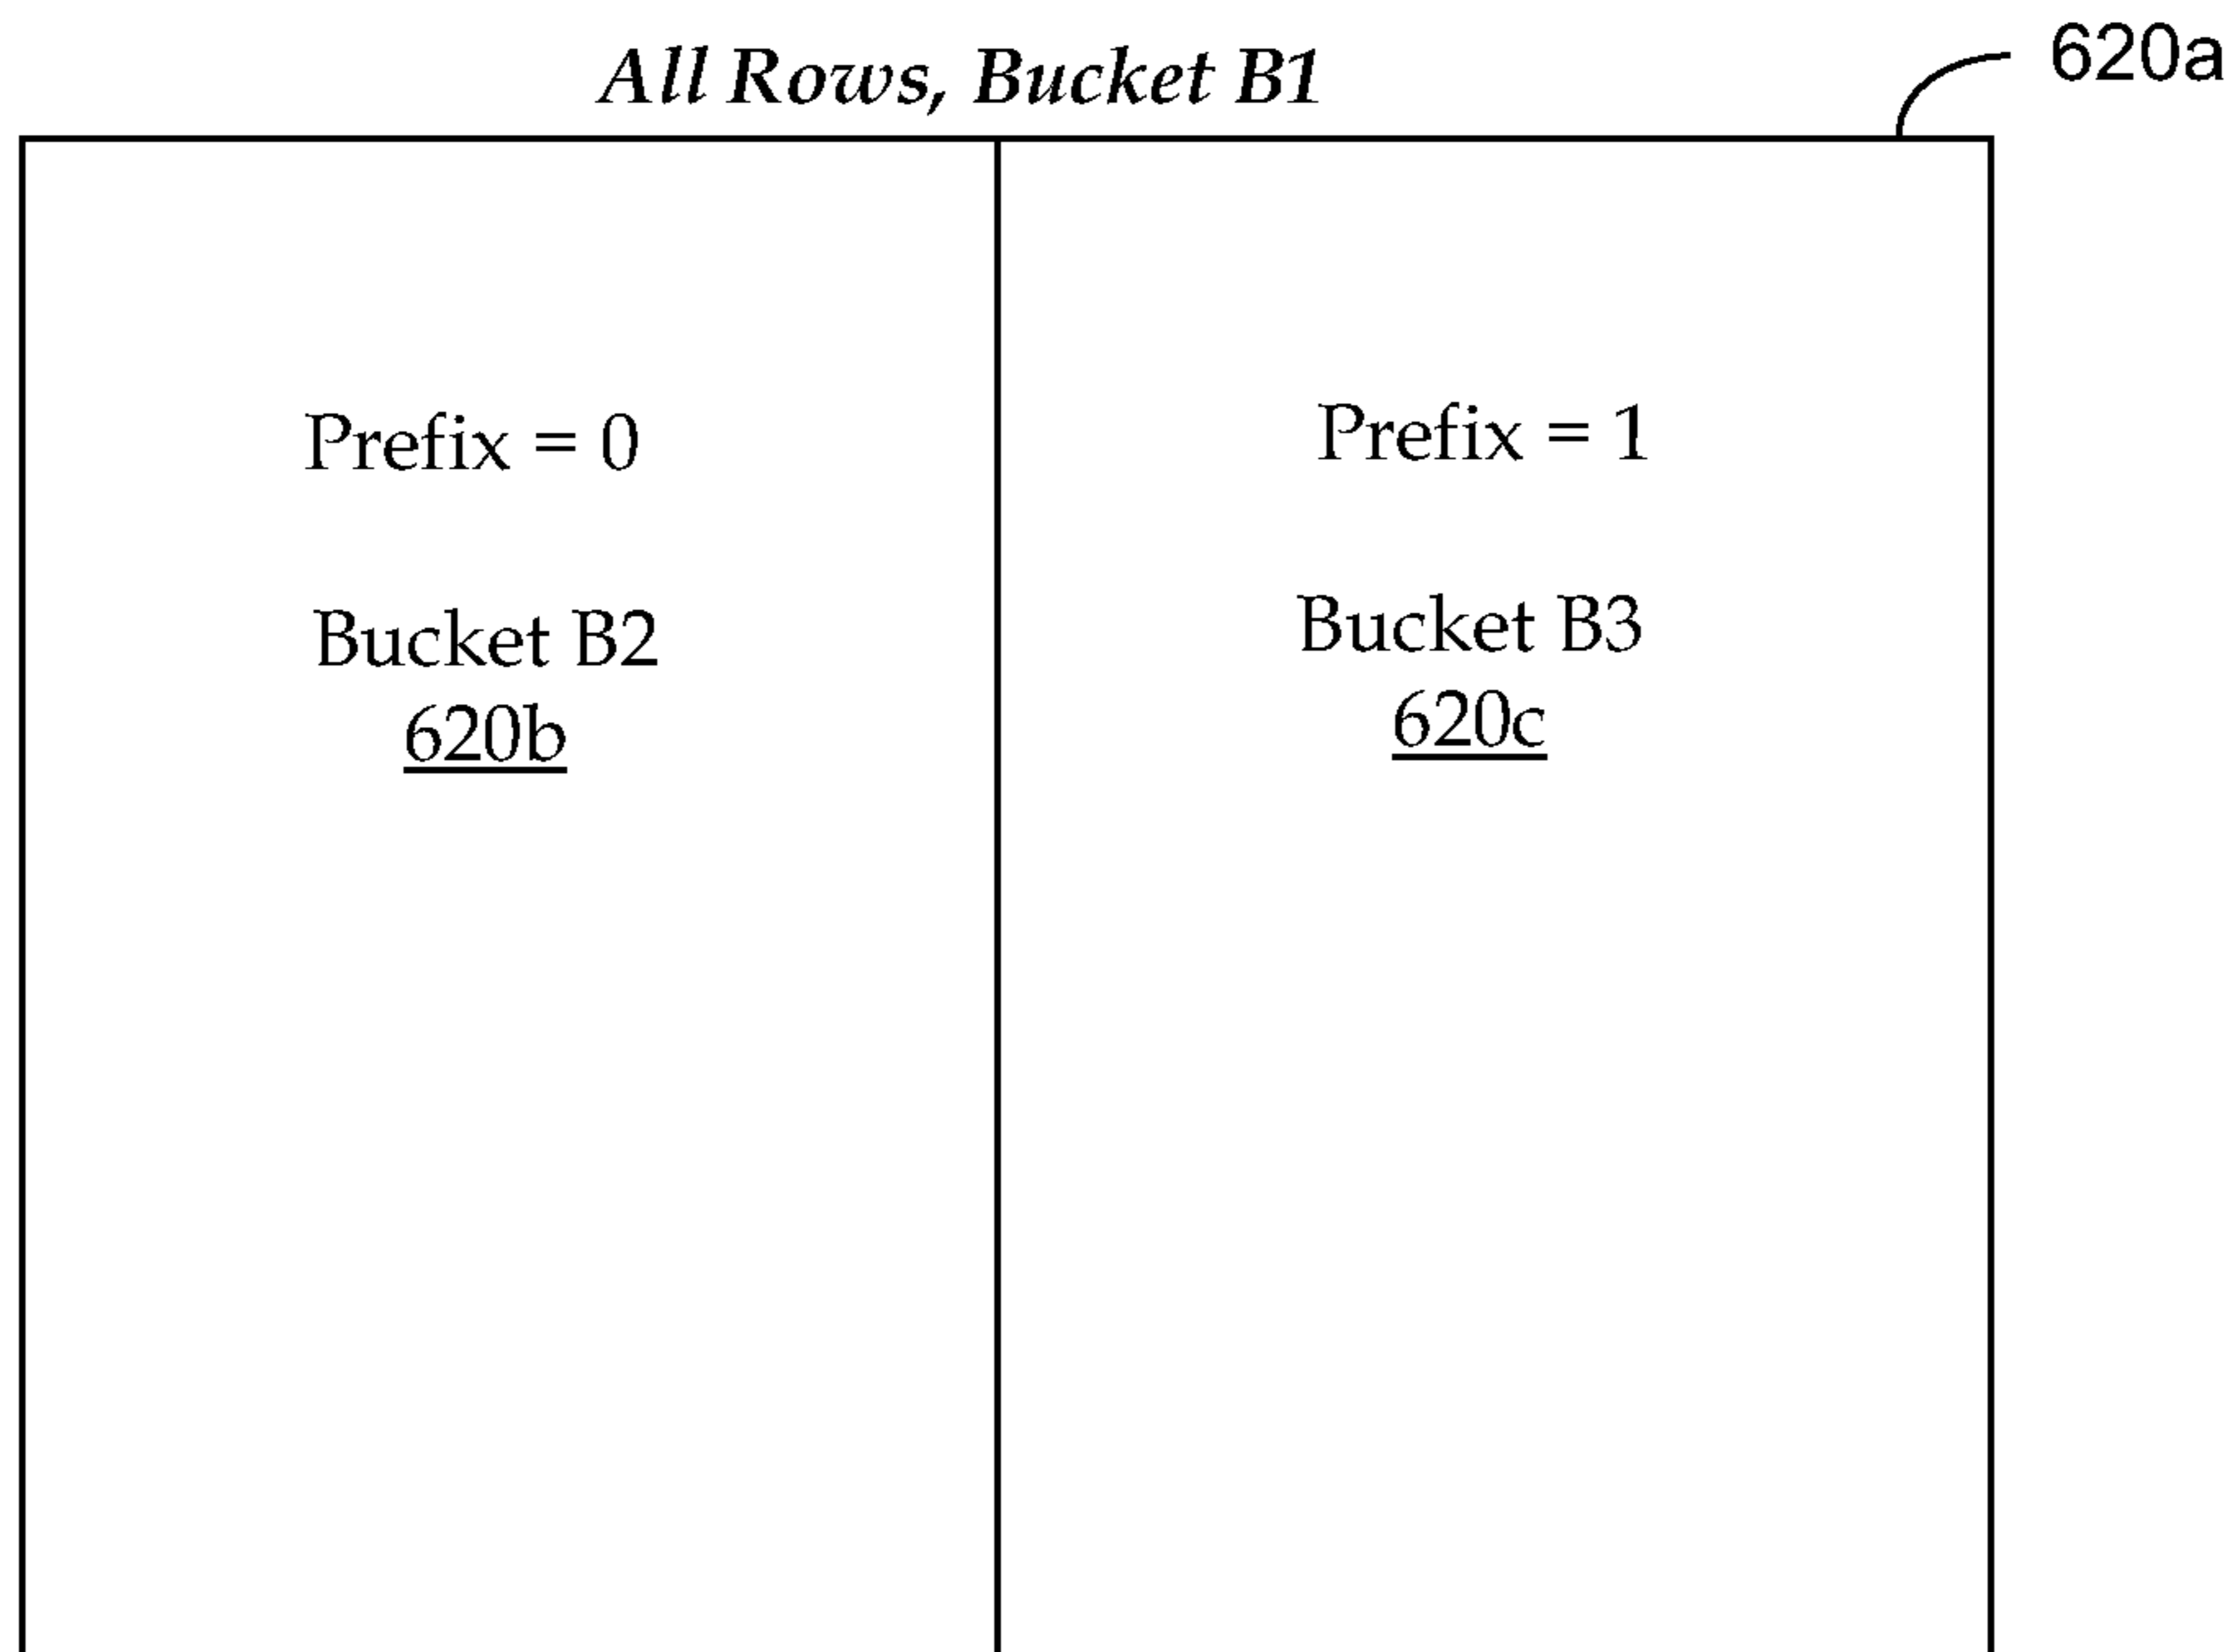 All Rows, Bucket B1
620a
Prefix = 0
Bucket B2
620b
Prefix = 1
Bucket B3
620c